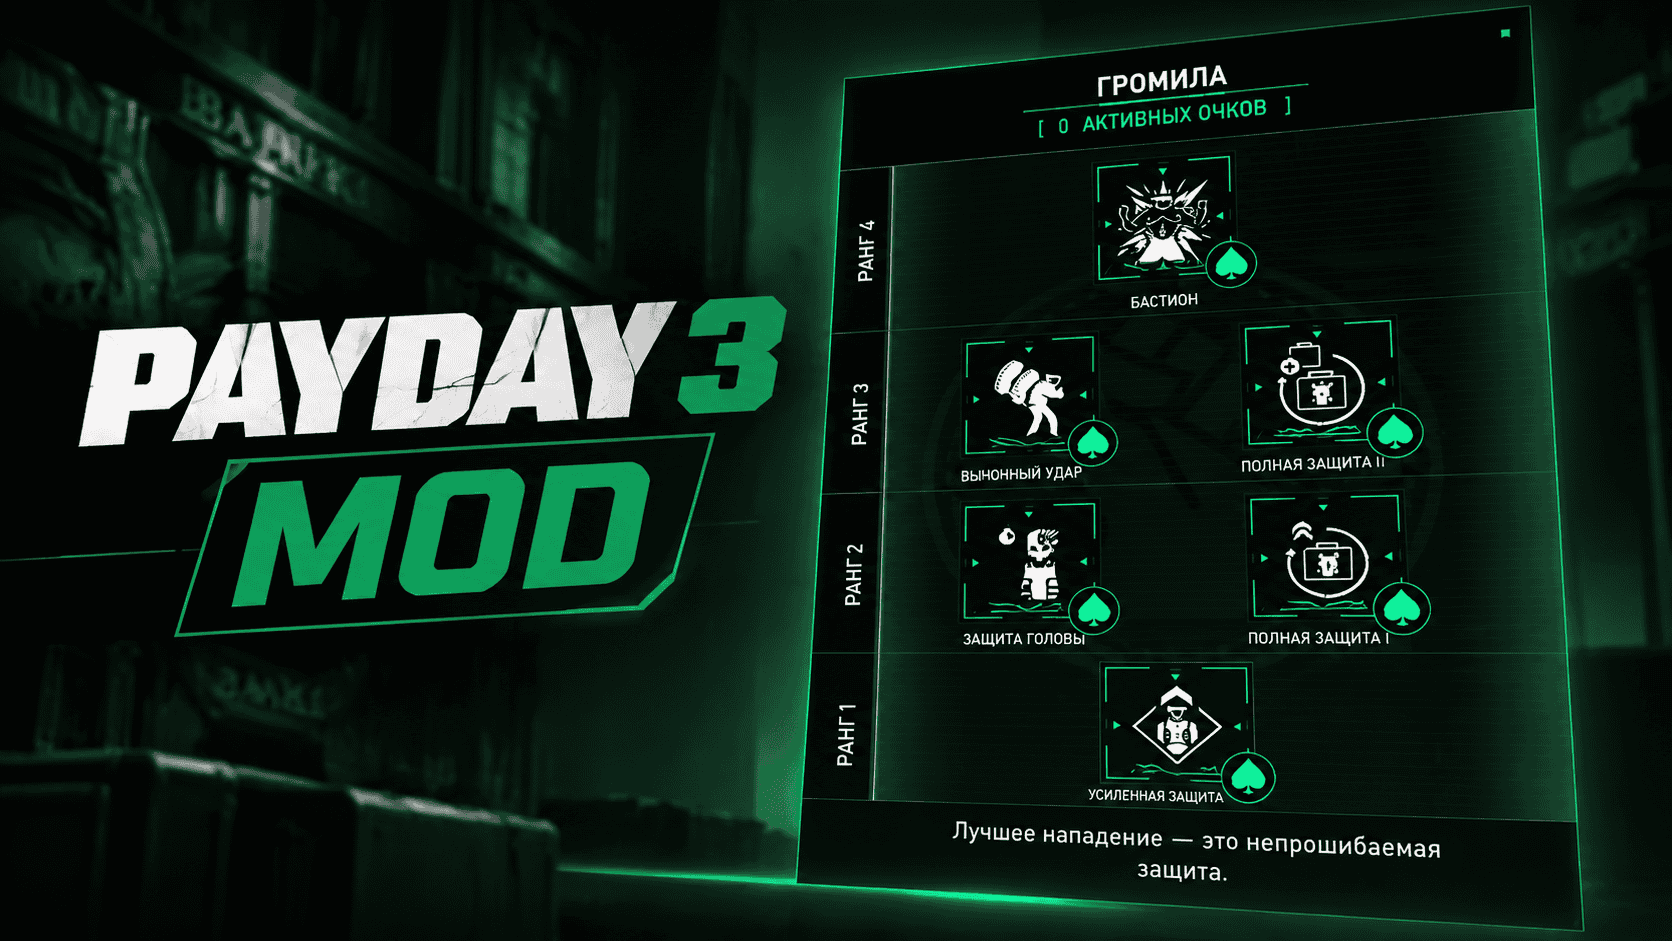 PAYDAY 3
MOD
ГРОМИЛА
[ 0 АКТИВНЫХ ОЧКОВ ]
РАНГ 4
БАСТИОН
РАНГ 3
ВЫНОННЫЙ УДАР
ПОЛНАЯ ЗАЩИТА II
РАНГ 2
ЗАЩИТА ГОЛОВЫ
ПОЛНАЯ ЗАЩИТА I
РАНГ 1
УСИЛЕННАЯ ЗАЩИТА
Лучшее нападение — это непрошибаемая
защита.